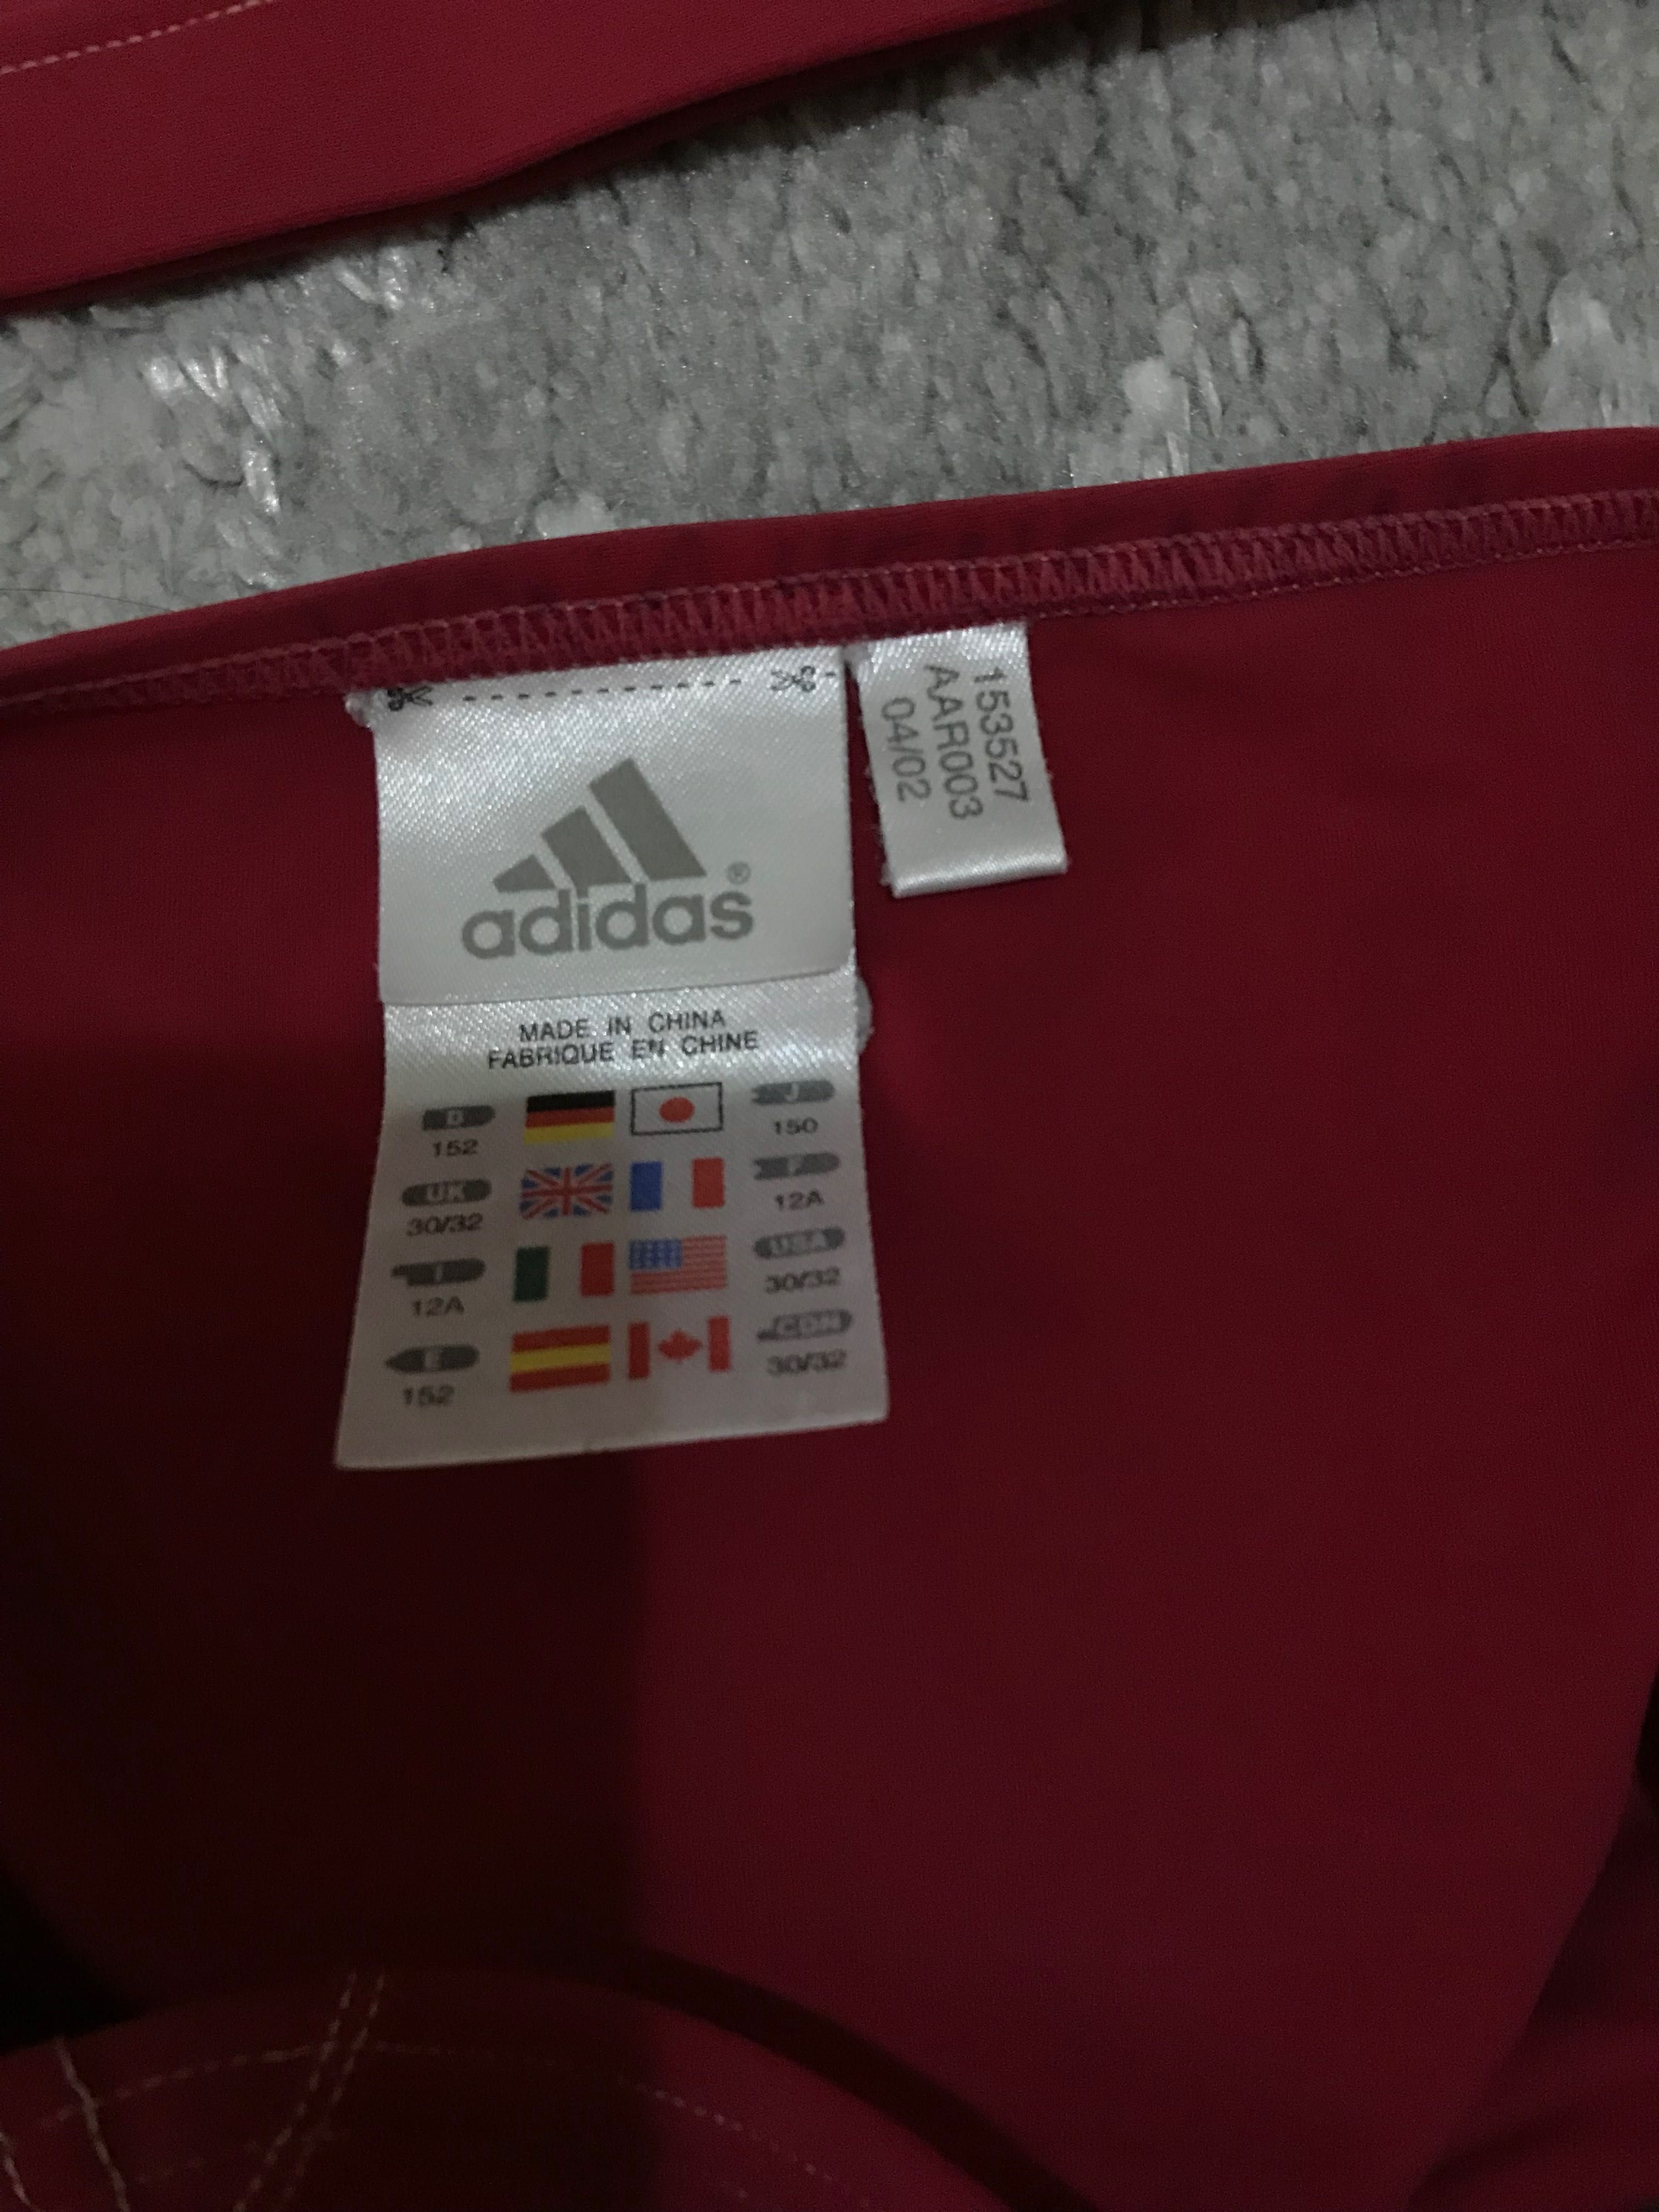 adidas®
MADE IN CHINA
FABRIQUE EN CHINE
D
J
152
150
UK
F
30/32
12A
I
USA
12A
30/32
E
CDN
152
30/32
153527
AAR003
04/02